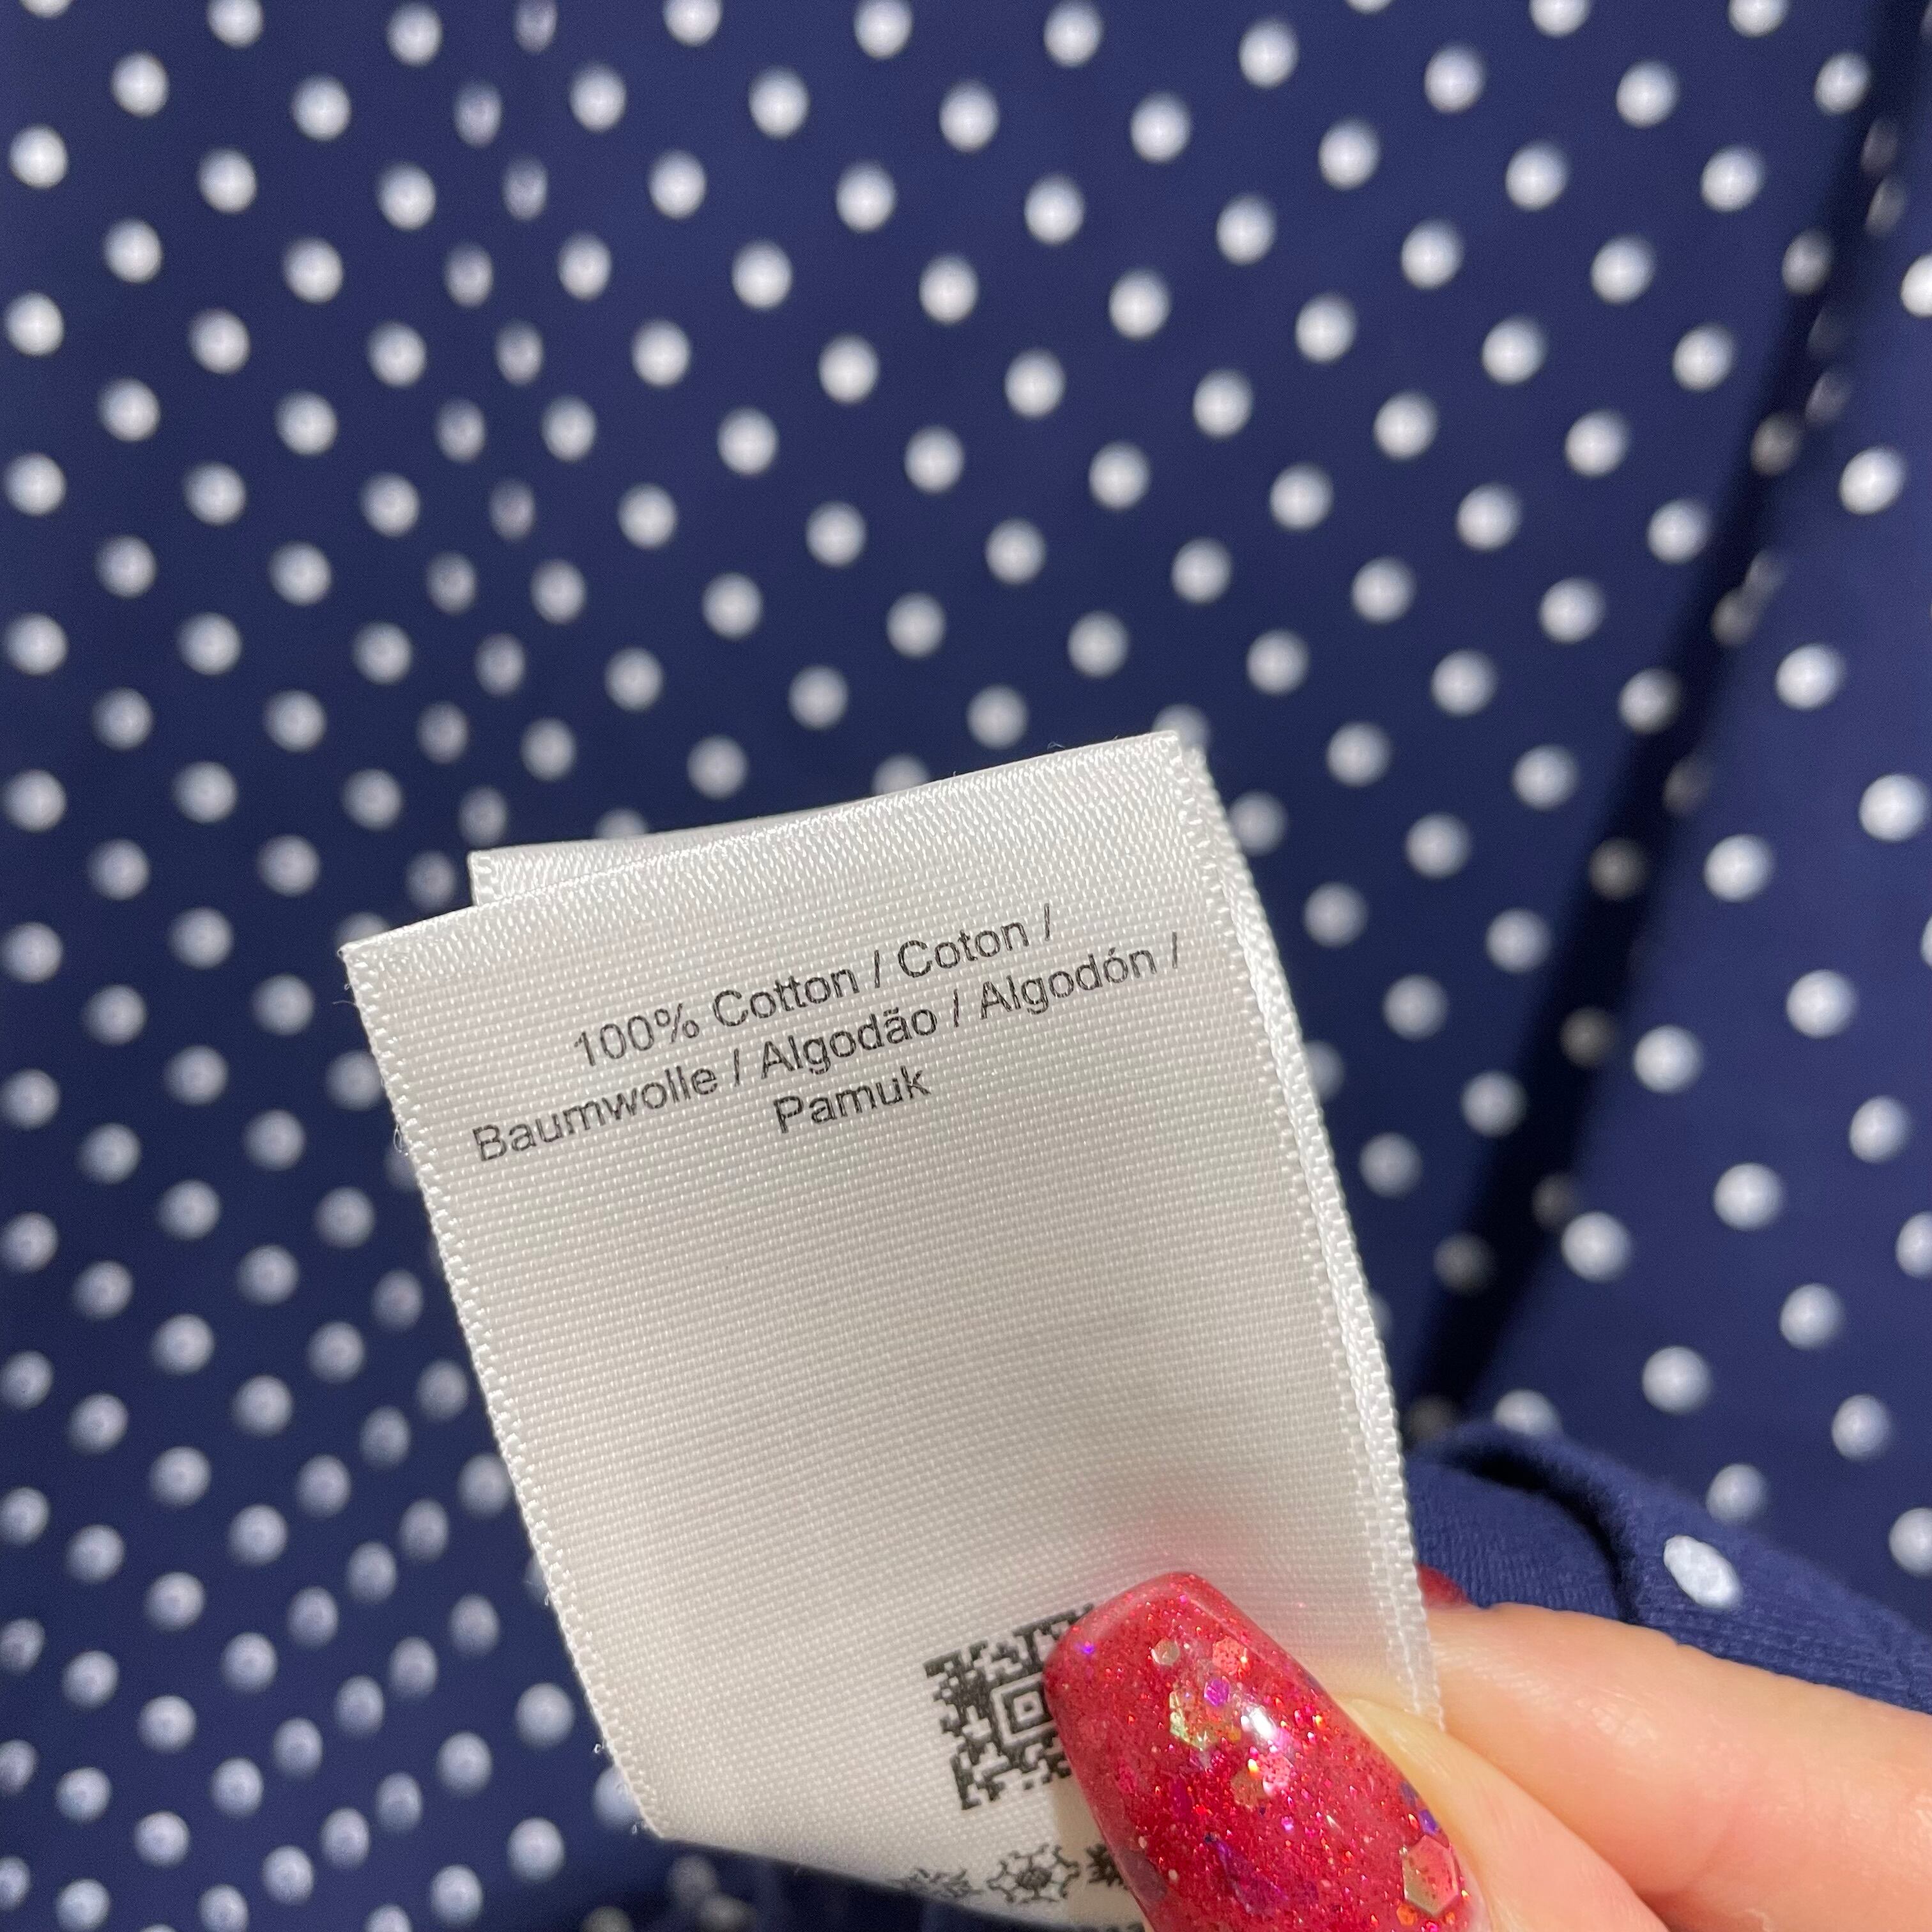 100% Cotton / Coton /
Baumwolle / Algodão / Algodón /
Pamuk